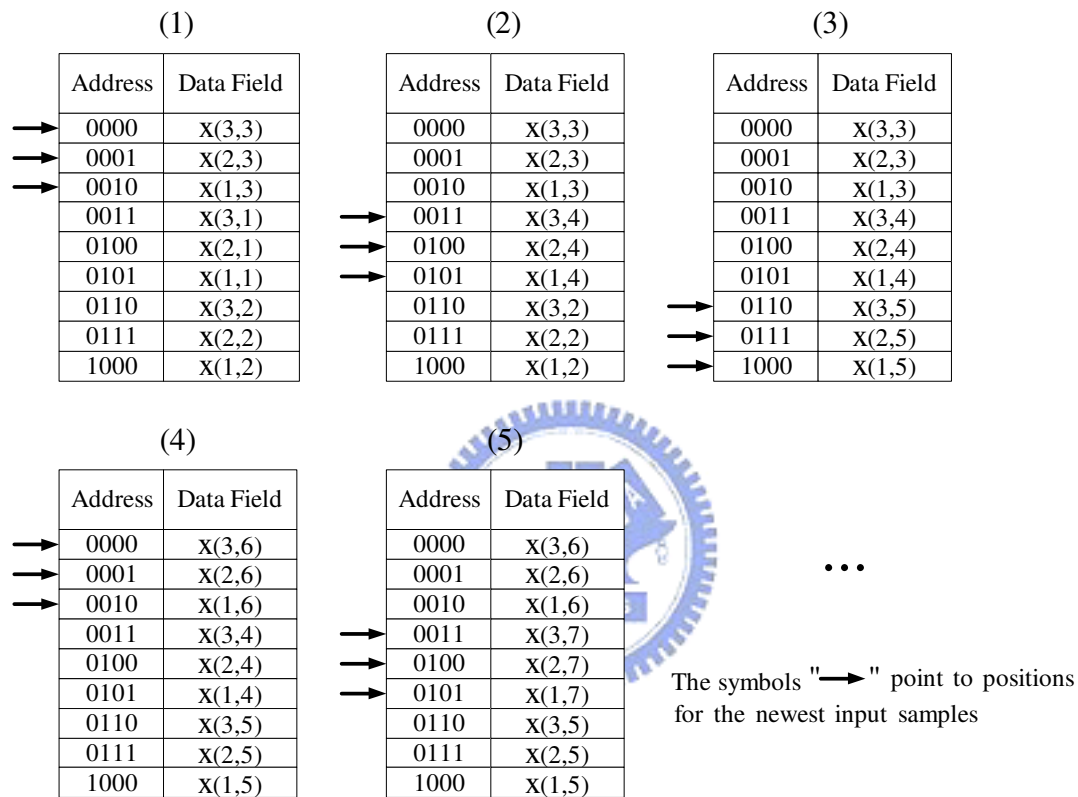 (1) (2) (3)
Address Data Field Address Data Field Address Data Field
0000 x(3,3) 0000 x(3,3) 0000 x(3,3)
0001 x(2,3) 0001 x(2,3) 0001 x(2,3)
0010 x(1,3) 0010 x(1,3) 0010 x(1,3)
0011 x(3,1) 0011 x(3,4) 0011 x(3,4)
0100 x(2,1) 0100 x(2,4) 0100 x(2,4)
0101 x(1,1) 0101 x(1,4) 0101 x(1,4)
0110 x(3,2) 0110 x(3,2) 0110 x(3,5)
0111 x(2,2) 0111 x(2,2) 0111 x(2,5)
1000 x(1,2) 1000 x(1,2) 1000 x(1,5)
(4) (5)
Address Data Field Address Data Field
0000 x(3,6) 0000 x(3,6)
0001 x(2,6) 0001 x(2,6)
0010 x(1,6) 0010 x(1,6)
0011 x(3,4) 0011 x(3,7)
0100 x(2,4) 0100 x(2,7)
0101 x(1,4) 0101 x(1,7)
0110 x(3,5) 0110 x(3,5)
0111 x(2,5) 0111 x(2,5)
1000 x(1,5) 1000 x(1,5)
...
The symbols "→" point to positions
for the newest input samples